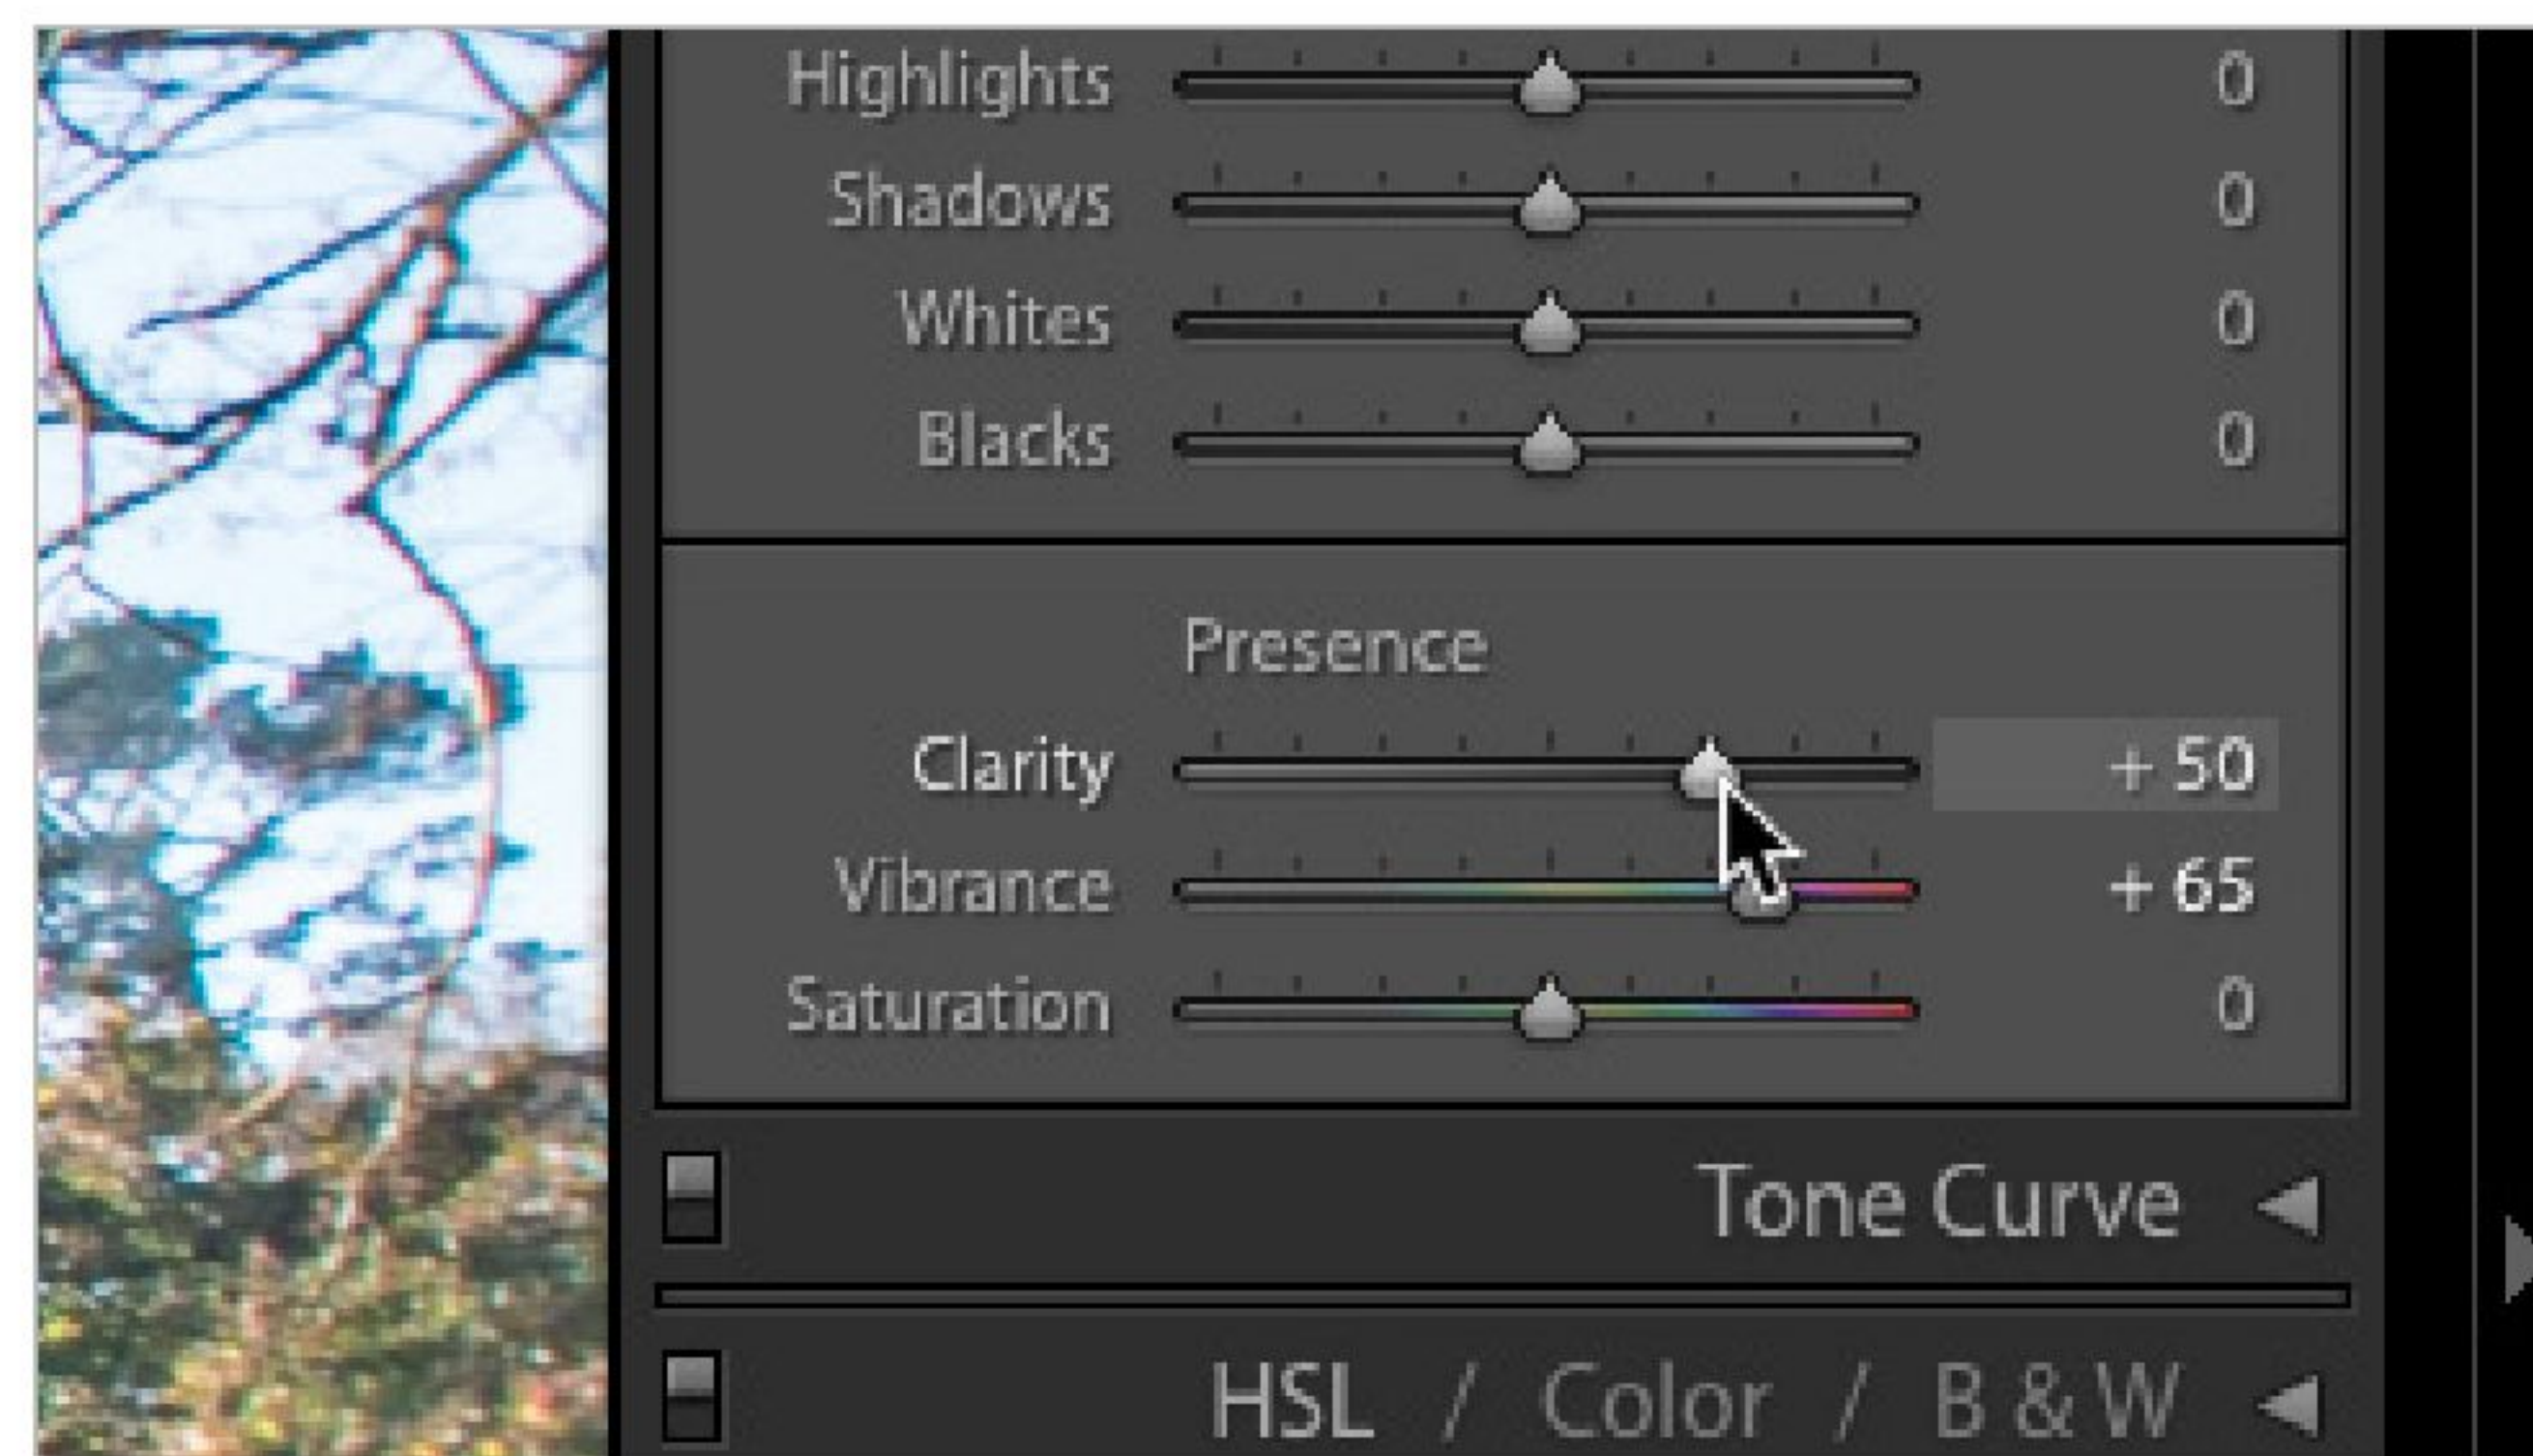 Highlights 0
Shadows 0
Whites 0
Blacks 0
Presence
Clarity + 50
Vibrance + 65
Saturation 0
Tone Curve
HSL / Color / B & W